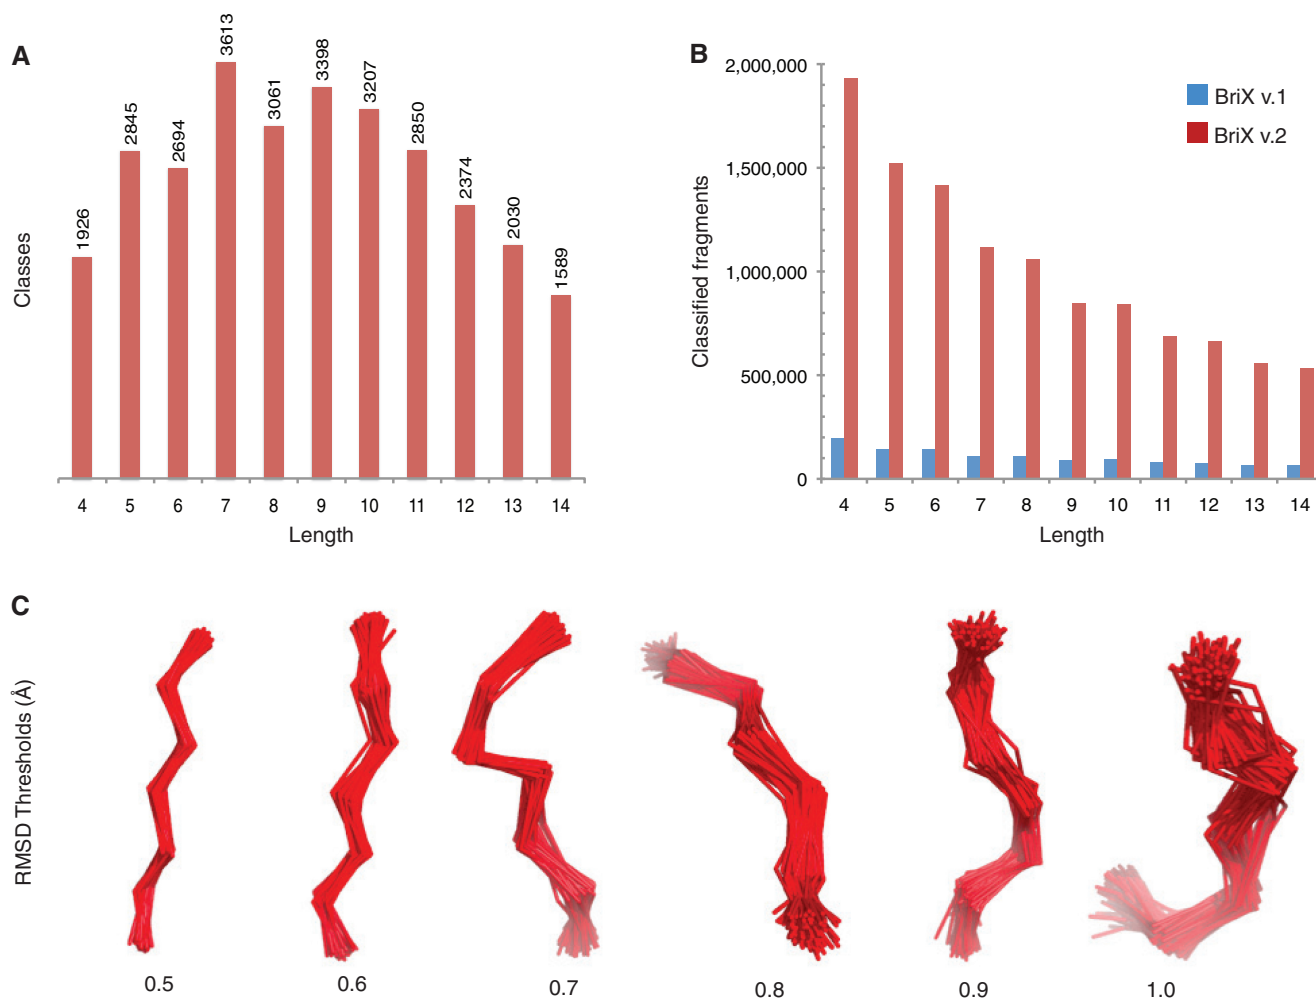 A
Classes
1926
2845
2694
3613
3061
3398
3207
2850
2374
2030
1589
4 5 6 7 8 9 10 11 12 13 14
Length
B
Classified fragments
2,000,000
1,500,000
1,000,000
500,000
0
BriX v.1
BriX v.2
4 5 6 7 8 9 10 11 12 13 14
Length
C
RMSD Thresholds (Å)
0.5 0.6 0.7 0.8 0.9 1.0